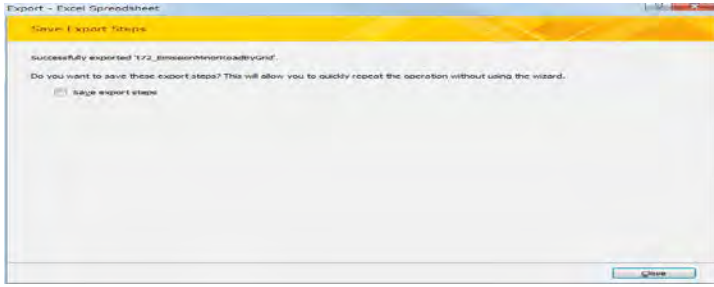 Export - Excel Spreadsheet
Save Export Steps
Successfully exported 't72_EmissionMinorRoadByGrid'.
Do you want to save these export steps? This will allow you to quickly repeat the operation without using the wizard.
Save export steps
Close